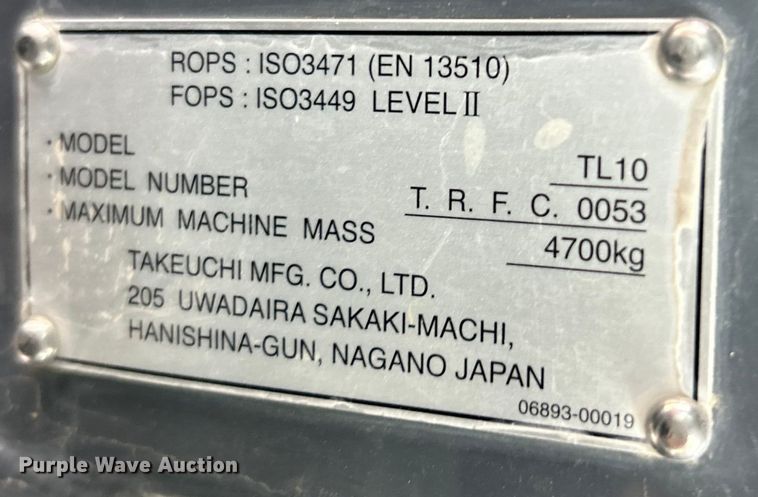 ROPS : ISO3471 (EN 13510)
FOPS : ISO3449 LEVEL II
· MODEL TL10
· MODEL NUMBER T. R. F. C. 0053
· MAXIMUM MACHINE MASS 4700kg
TAKEUCHI MFG. CO., LTD.
205 UWADAIRA SAKAKI-MACHI,
HANISHINA-GUN, NAGANO JAPAN
06893-00019
Purple Wave Auction